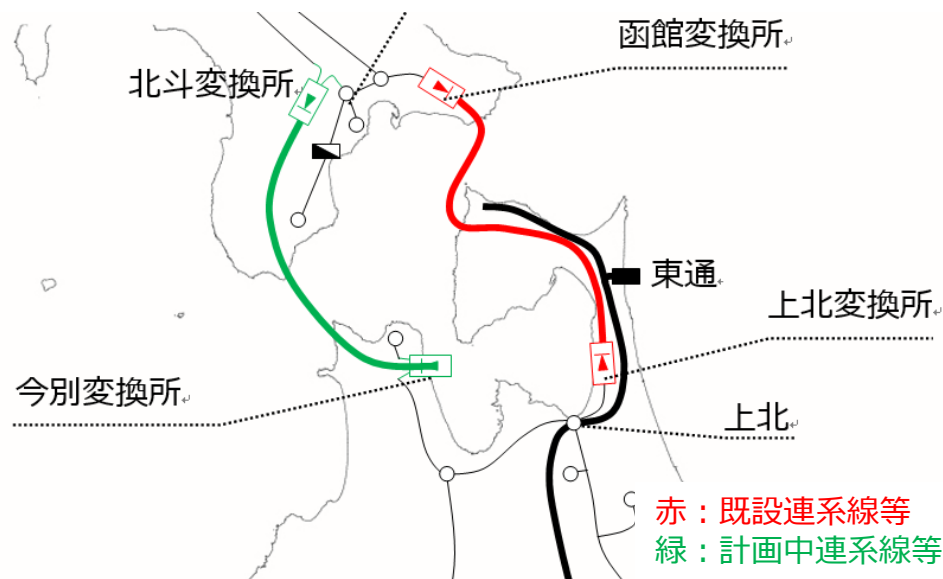 函館変換所
北斗変換所
東通
上北変換所
今別変換所
上北
赤：既設連系線等
緑：計画中連系線等